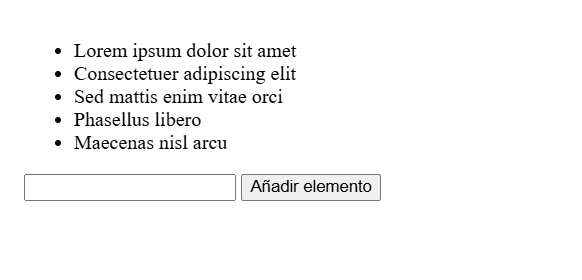 Lorem ipsum dolor sit amet
Consectetuer adipiscing elit
Sed mattis enim vitae orci
Phasellus libero
Maecenas nisl arcu
Añadir elemento